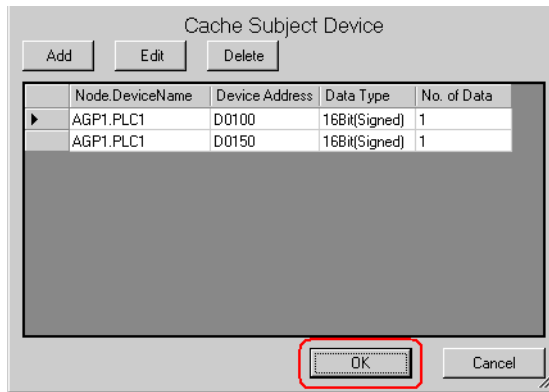 Cache Subject Device
Add Edit Delete
Node.DeviceName Device Address Data Type No. of Data
AGP1.PLC1 D0100 16Bit(Signed) 1
AGP1.PLC1 D0150 16Bit(Signed) 1
OK Cancel